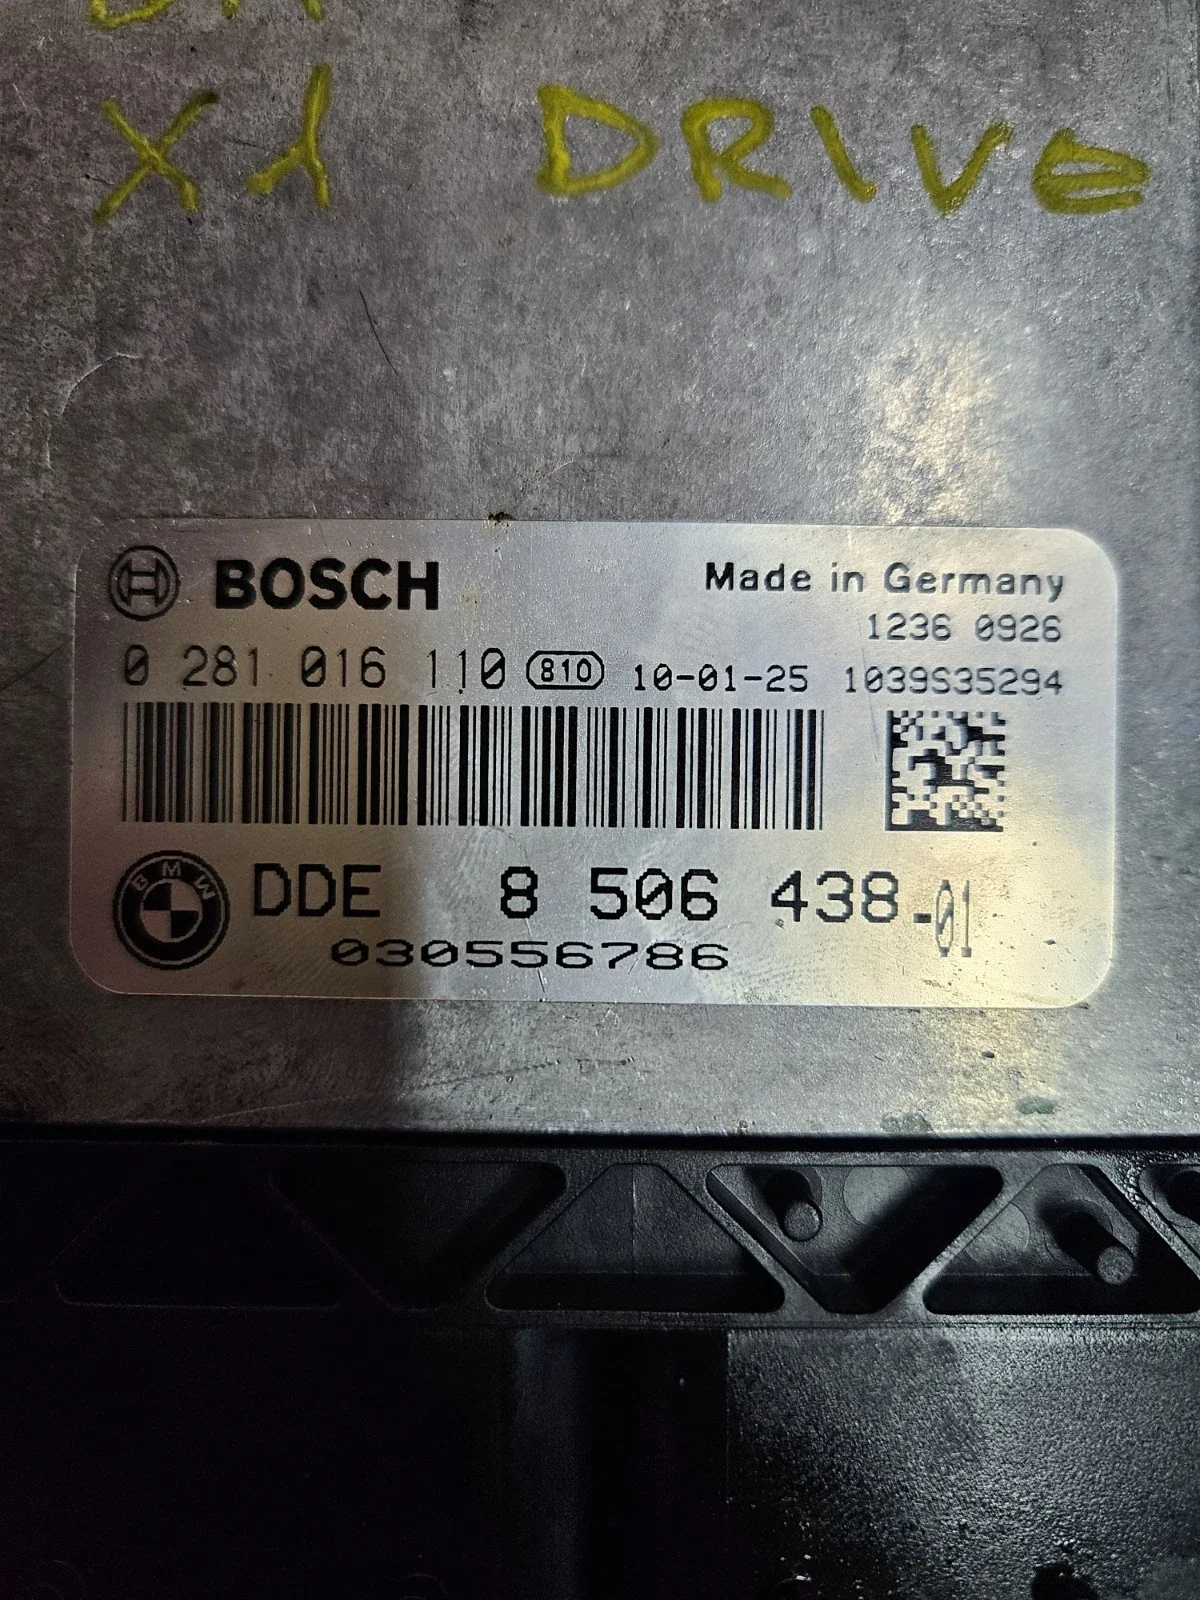 X1 DRIVE
BOSCH
Made in Germany
1236 0926
0 281 016 110 810 10-01-25 1039S35294
BMW DDE 8 506 438-01
030556786